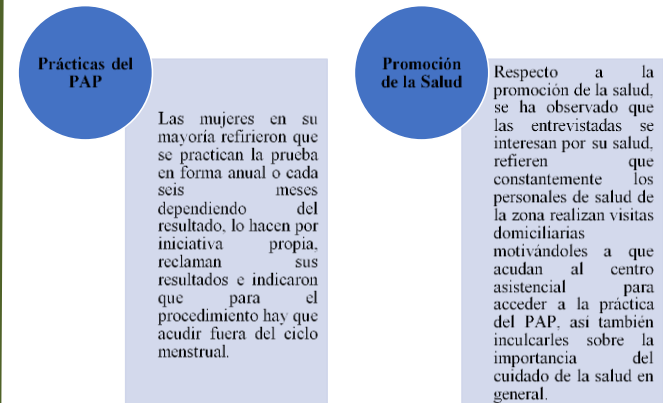 Prácticas del
PAP
Las mujeres en su
mayoría refirieron que
se practican la prueba
en forma anual o cada
seis meses
dependiendo del
resultado, lo hacen por
iniciativa propia,
reclaman sus
resultados e indicaron
que para el
procedimiento hay que
acudir fuera del ciclo
menstrual.
Promoción
de la Salud
Respecto a la
promoción de la salud,
se ha observado que
las entrevistadas se
interesan por su salud,
refieren que
constantemente los
personales de salud de
la zona realizan visitas
domiciliarias
motivándoles a que
acudan al centro
asistencial para
acceder a la práctica
del PAP, así también
inculcarles sobre la
importancia del
cuidado de la salud en
general.